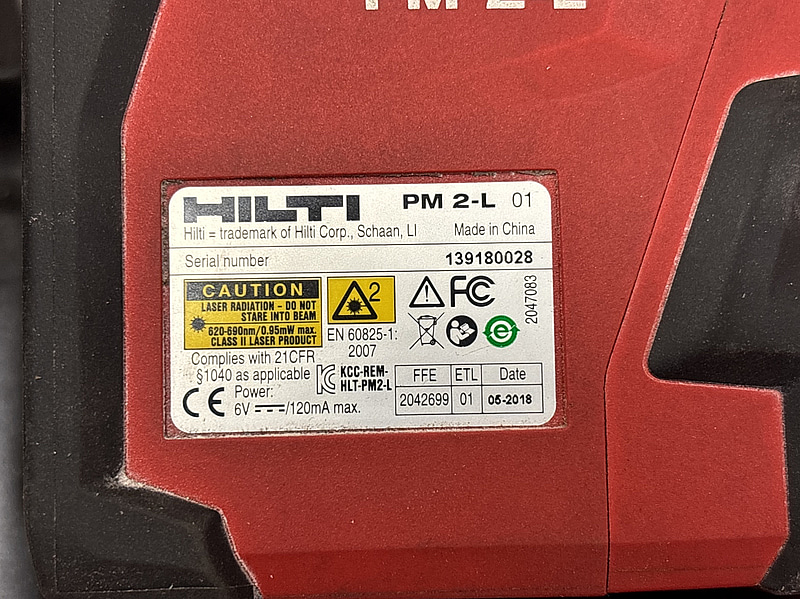 PM 2-L
HILTI PM 2-L 01
Hilti = trademark of Hilti Corp., Schaan, LI Made in China
Serial number 139180028
CAUTION
LASER RADIATION - DO NOT
STARE INTO BEAM
620-690nm/0.95mW max.
CLASS II LASER PRODUCT
2
EN 60825-1:
2007
FC
2047083
e
Complies with 21CFR
§1040 as applicable
KCC-REM-
HLT-PM2-L
CE
Power:
6V ⎓/120mA max.
FFE ETL Date
2042699 01 05-2018